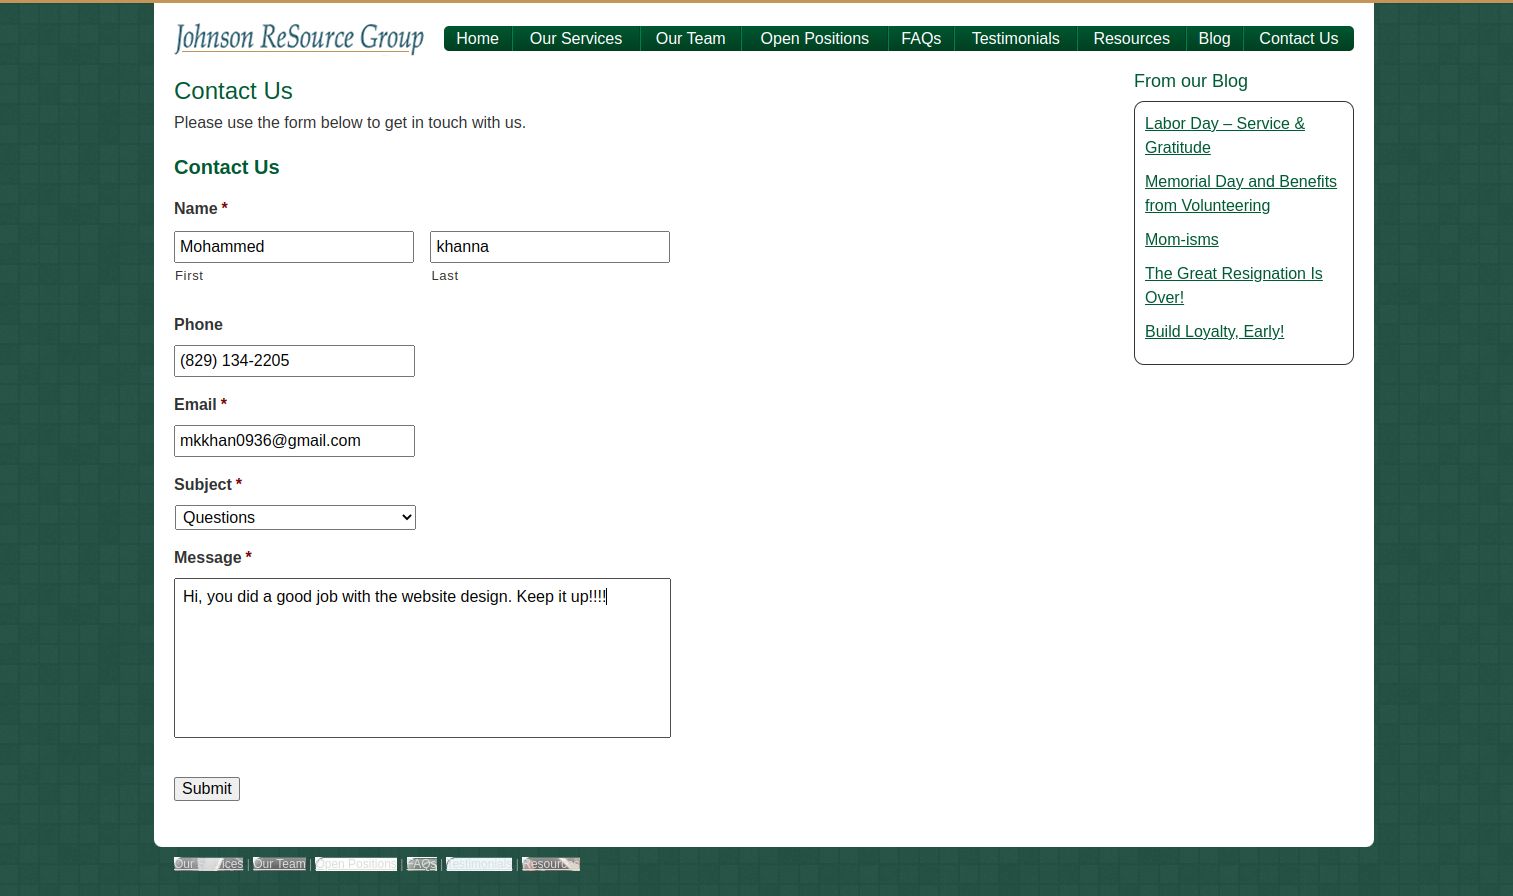 Johnson ReSource Group
Home Our Services Our Team Open Positions FAQs Testimonials Resources Blog Contact Us
Contact Us
Please use the form below to get in touch with us.
Contact Us
Name *
Mohammed khanna
First Last
Phone
(829) 134-2205
Email *
mkkhan0936@gmail.com
Subject *
Questions
Message *
Hi, you did a good job with the website design. Keep it up!!!!
Submit
From our Blog
Labor Day – Service &
Gratitude
Memorial Day and Benefits
from Volunteering
Mom-isms
The Great Resignation Is
Over!
Build Loyalty, Early!
Our Services | Our Team | Open Positions | FAQs | Testimonials | Resources